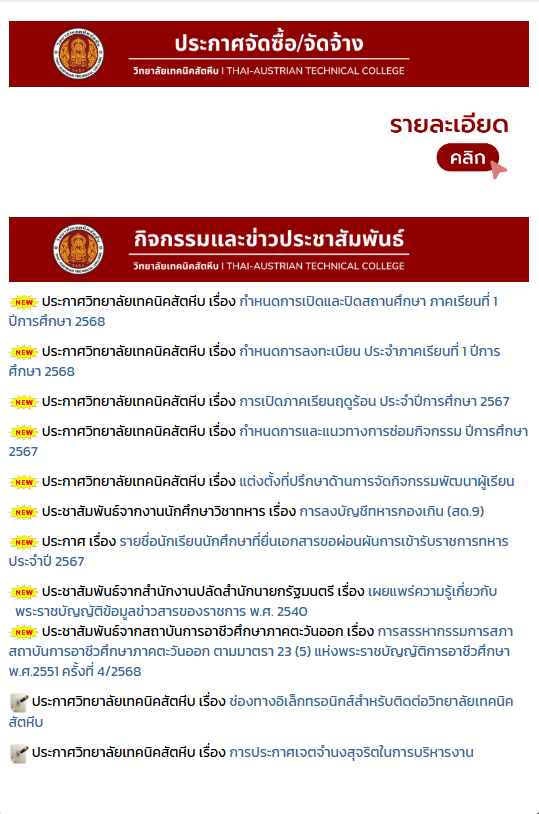 ประกาศจัดซื้อ/จัดจ้าง
วิทยาลัยเทคนิคสัตหีบ | THAI-AUSTRIAN TECHNICAL COLLEGE
รายละเอียด
คลิก
กิจกรรมและข่าวประชาสัมพันธ์
วิทยาลัยเทคนิคสัตหีบ | THAI-AUSTRIAN TECHNICAL COLLEGE
NEW ประกาศวิทยาลัยเทคนิคสัตหีบ เรื่อง กำหนดการเปิดและปิดสถานศึกษา ภาคเรียนที่ 1
ปีการศึกษา 2568
NEW ประกาศวิทยาลัยเทคนิคสัตหีบ เรื่อง กำหนดการลงทะเบียน ประจำภาคเรียนที่ 1 ปีการ
ศึกษา 2568
NEW ประกาศวิทยาลัยเทคนิคสัตหีบ เรื่อง การเปิดภาคเรียนฤดูร้อน ประจำปีการศึกษา 2567
NEW ประกาศวิทยาลัยเทคนิคสัตหีบ เรื่อง กำหนดการและแนวทางการซ่อมกิจกรรม ปีการศึกษา
2567
NEW ประกาศวิทยาลัยเทคนิคสัตหีบ เรื่อง แต่งตั้งที่ปรึกษาด้านการจัดกิจกรรมพัฒนาผู้เรียน
NEW ประชาสัมพันธ์จากงานนักศึกษาวิชาทหาร เรื่อง การลงบัญชีทหารกองเกิน (สด.9)
NEW ประกาศ เรื่อง รายชื่อนักเรียนนักศึกษาที่ยื่นเอกสารขอผ่อนผันการเข้ารับราชการทหาร
ประจำปี 2567
NEW ประชาสัมพันธ์จากสำนักงานปลัดสำนักนายกรัฐมนตรี เรื่อง เผยแพร่ความรู้เกี่ยวกับ
พระราชบัญญัติข้อมูลข่าวสารของราชการ พ.ศ. 2540
NEW ประชาสัมพันธ์จากสถาบันการอาชีวศึกษาภาคตะวันออก เรื่อง การสรรหากรรมการสภา
สถาบันการอาชีวศึกษาภาคตะวันออก ตามมาตรา 23 (5) แห่งพระราชบัญญัติการอาชีวศึกษา
พ.ศ.2551 ครั้งที่ 4/2568
ประกาศวิทยาลัยเทคนิคสัตหีบ เรื่อง ช่องทางอิเล็กทรอนิกส์สำหรับติดต่อวิทยาลัยเทคนิค
สัตหีบ
ประกาศวิทยาลัยเทคนิคสัตหีบ เรื่อง การประกาศเจตจำนงสุจริตในการบริหารงาน